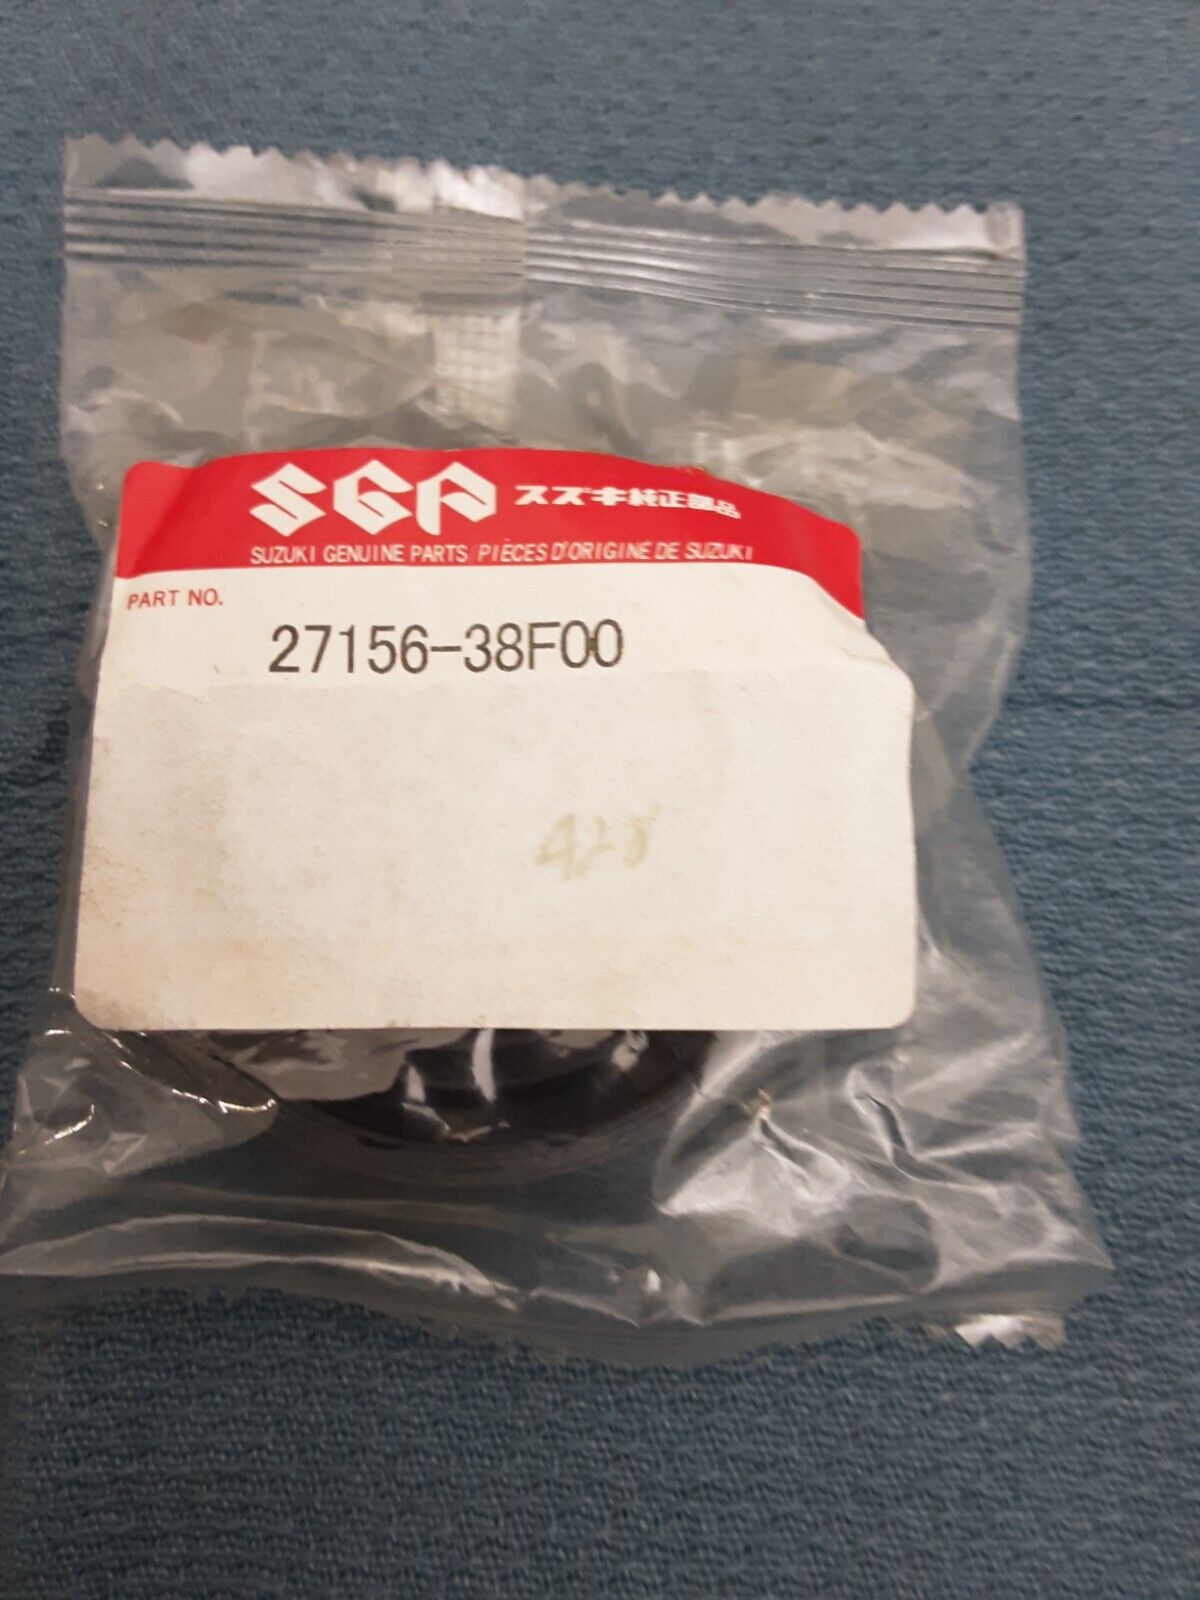 SGP スズキ純正部品
SUZUKI GENUINE PARTS/PIÈCES D'ORIGINE DE SUZUKI
PART NO.
27156-38F00